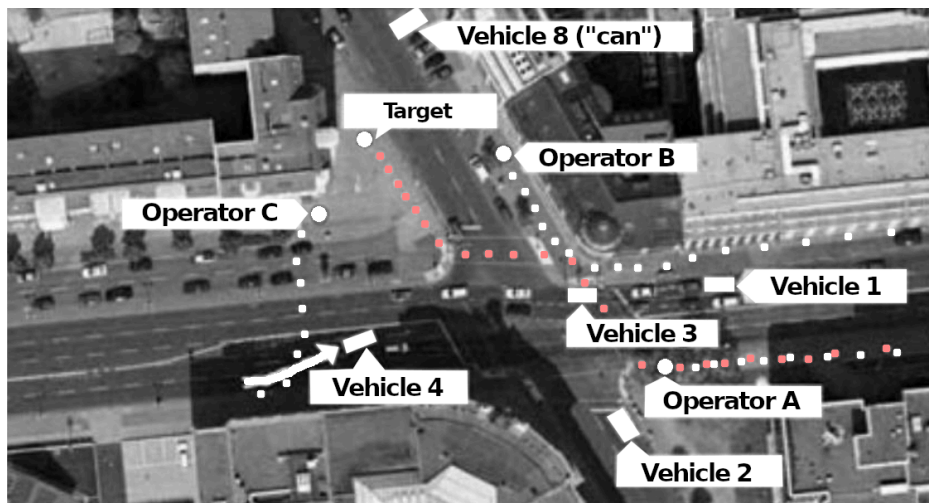 Vehicle 8 ("can")
Target
Operator B
Operator C
Vehicle 1
Vehicle 3
Vehicle 4
Operator A
Vehicle 2